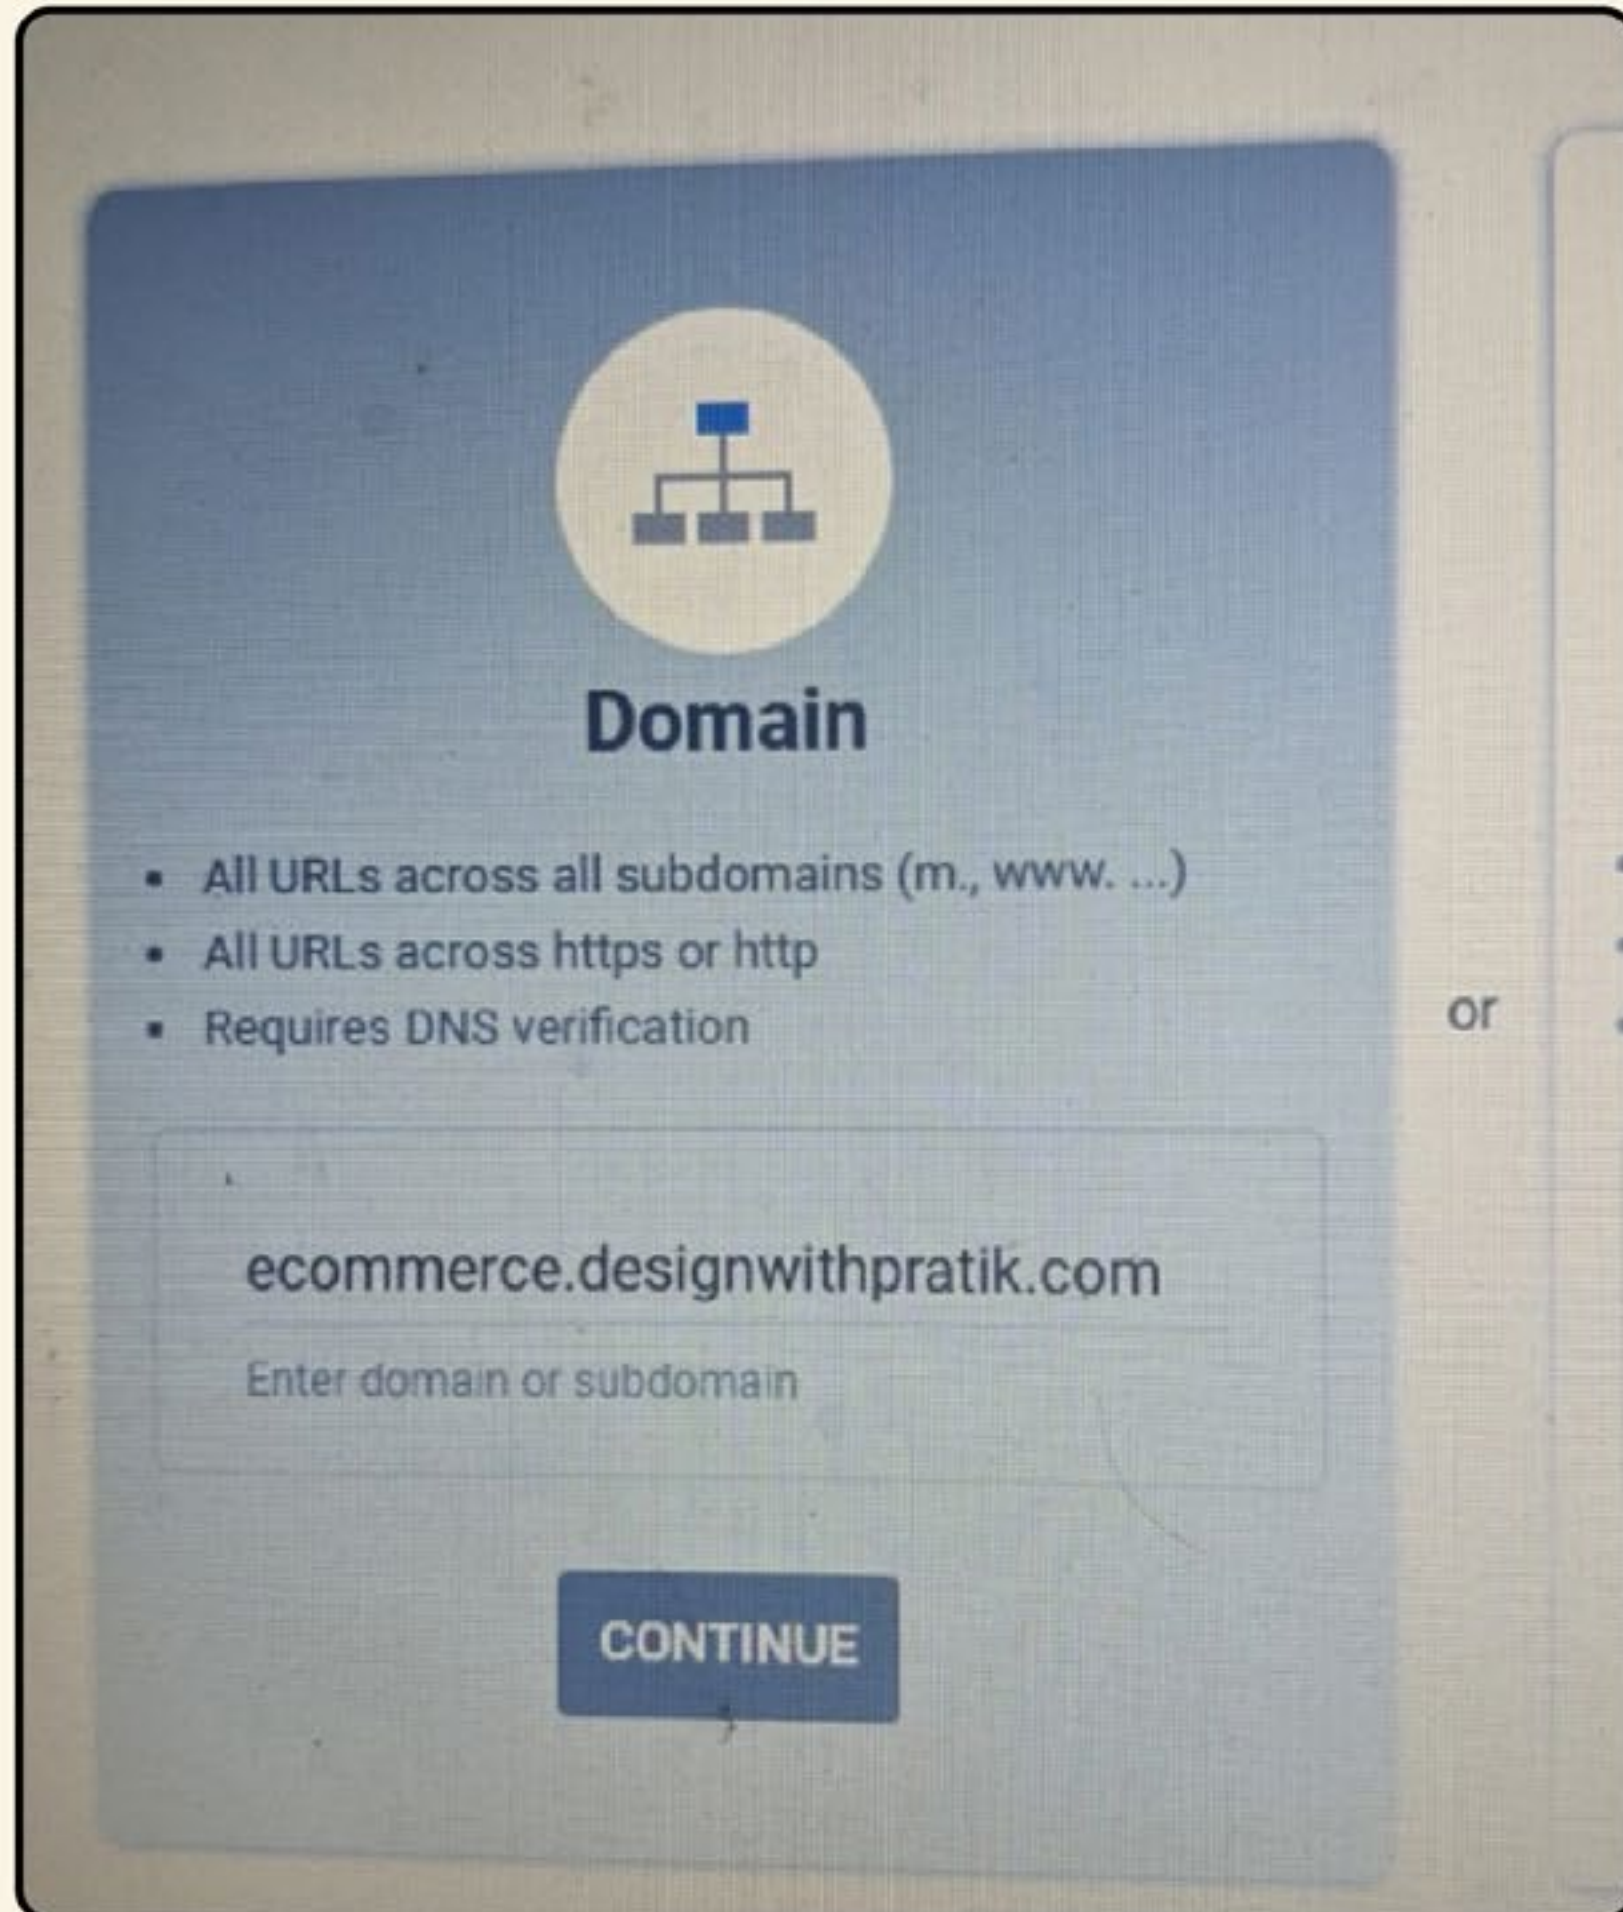 Domain
All URLs across all subdomains (m., www. ...)
All URLs across https or http
Requires DNS verification
or
ecommerce.designwithpratik.com
Enter domain or subdomain
CONTINUE